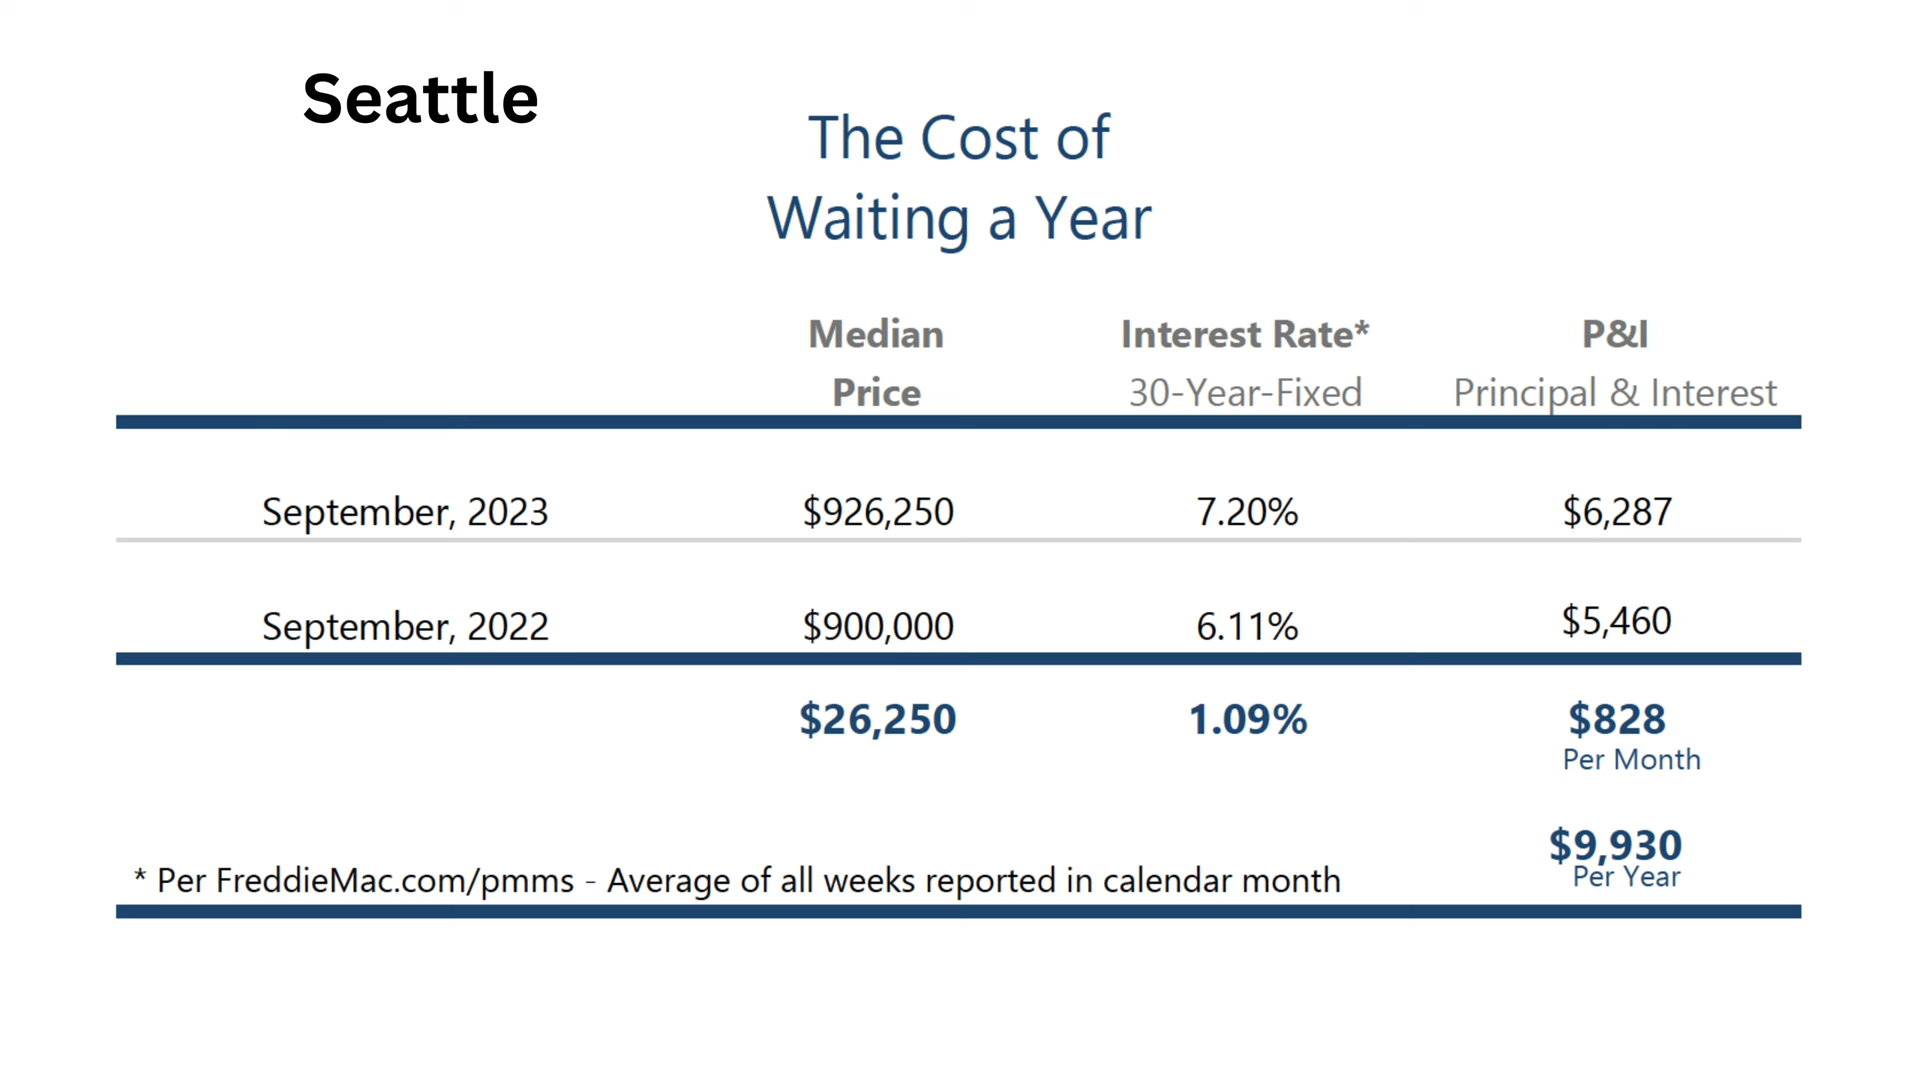 Seattle
The Cost of
Waiting a Year
Median Interest Rate* P&I
Price 30-Year-Fixed Principal & Interest
September, 2023 $926,250 7.20% $6,287
September, 2022 $900,000 6.11% $5,460
$26,250 1.09% $828
Per Month
$9,930
* Per FreddieMac.com/pmms - Average of all weeks reported in calendar month Per Year